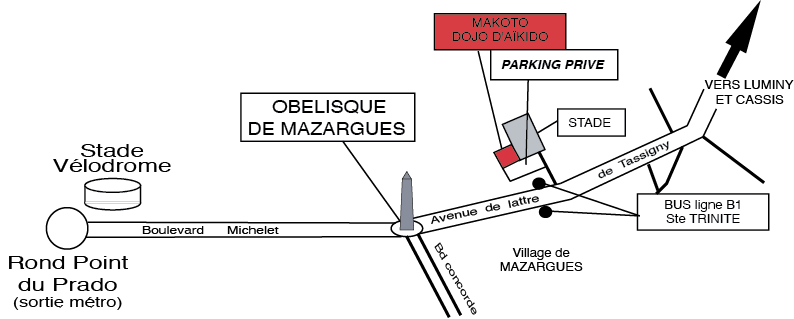 MAKOTO
DOJO D'AÏKIDO
PARKING PRIVE
VERS LUMINY
ET CASSIS
OBELISQUE
DE MAZARGUES
STADE
Stade
Vélodrome
Avenue de lattre de Tassigny
BUS ligne B1
Ste TRINITE
Boulevard Michelet
Rond Point
du Prado
(sortie métro)
Bd concorde
Village de
MAZARGUES